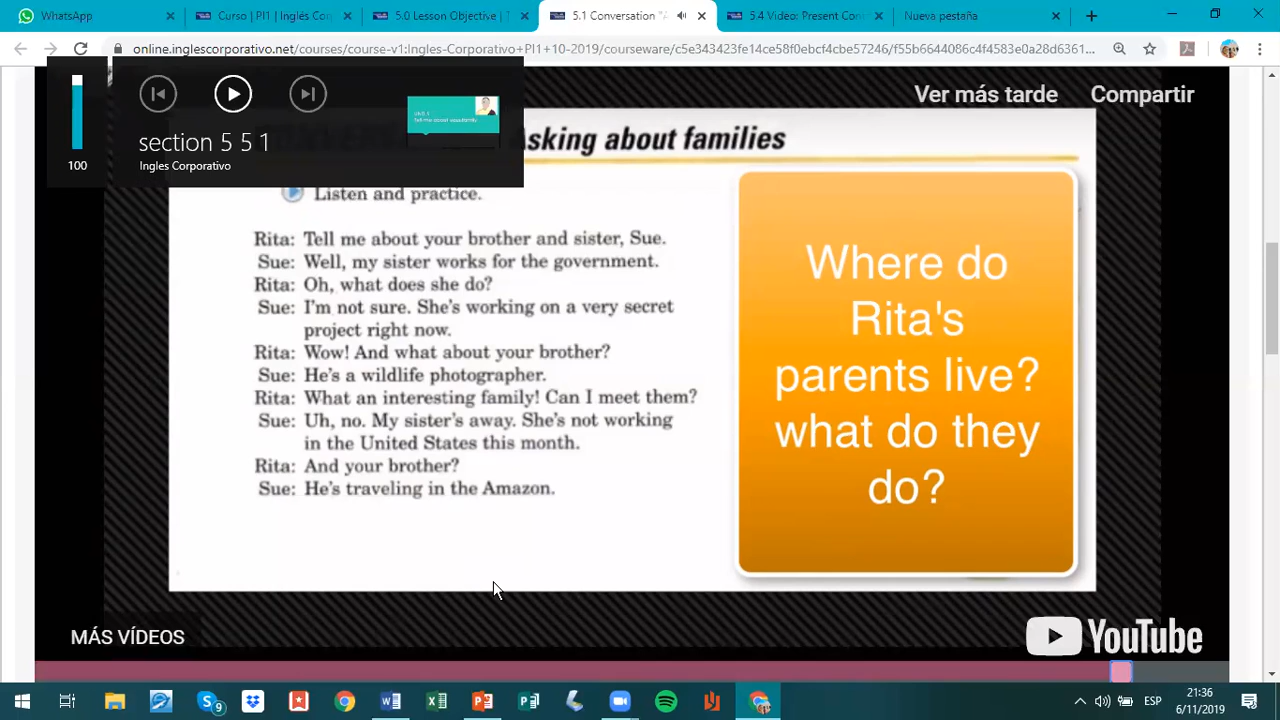 WhatsApp
Curso | PI1 | Inglés Con
5.0 Lesson Objective | T
5.1 Conversation "A
5.4 Video: Present Con
Nueva pestaña
online.inglescorporativo.net/courses/course-v1:Ingles-Corporativo+PI1+10-2019/courseware/c5e343423fe14ce58f0ebcf4cbe57246/f55b6644086c4f4583e0a28d6361...
100
section 5 5 1
Ingles Corporativo
Ver más tarde
Compartir
sking about families
Listen and practice.
Rita: Tell me about your brother and sister, Sue.
Sue: Well, my sister works for the government.
Rita: Oh, what does she do?
Sue: I'm not sure. She's working on a very secret
project right now.
Rita: Wow! And what about your brother?
Sue: He's a wildlife photographer.
Rita: What an interesting family! Can I meet them?
Sue: Uh, no. My sister's away. She's not working
in the United States this month.
Rita: And your brother?
Sue: He's traveling in the Amazon.
Where do
Rita's
parents live?
what do they
do?
MÁS VÍDEOS
YouTube
9
ESP
21:36
6/11/2019